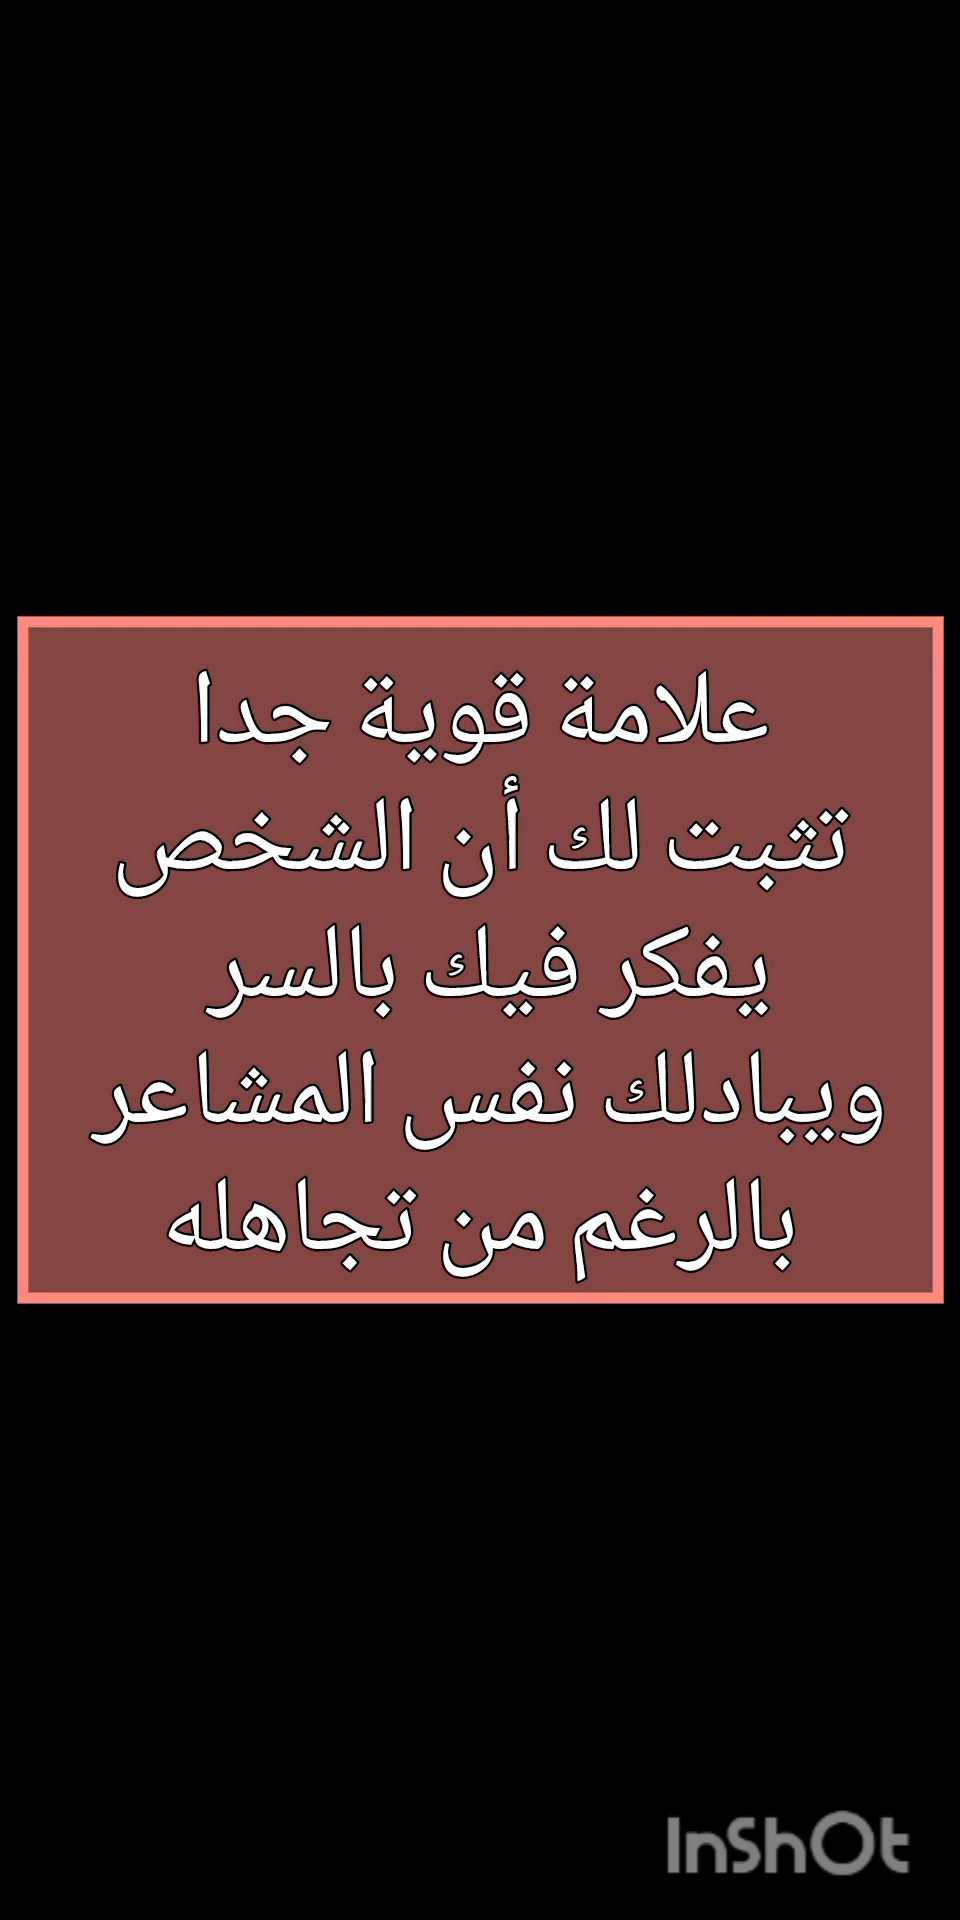 علامة قوية جدا
تثبت لك أن الشخص
يفكر فيك بالسر
ويبادلك نفس المشاعر
بالرغم من تجاهله
InShOt